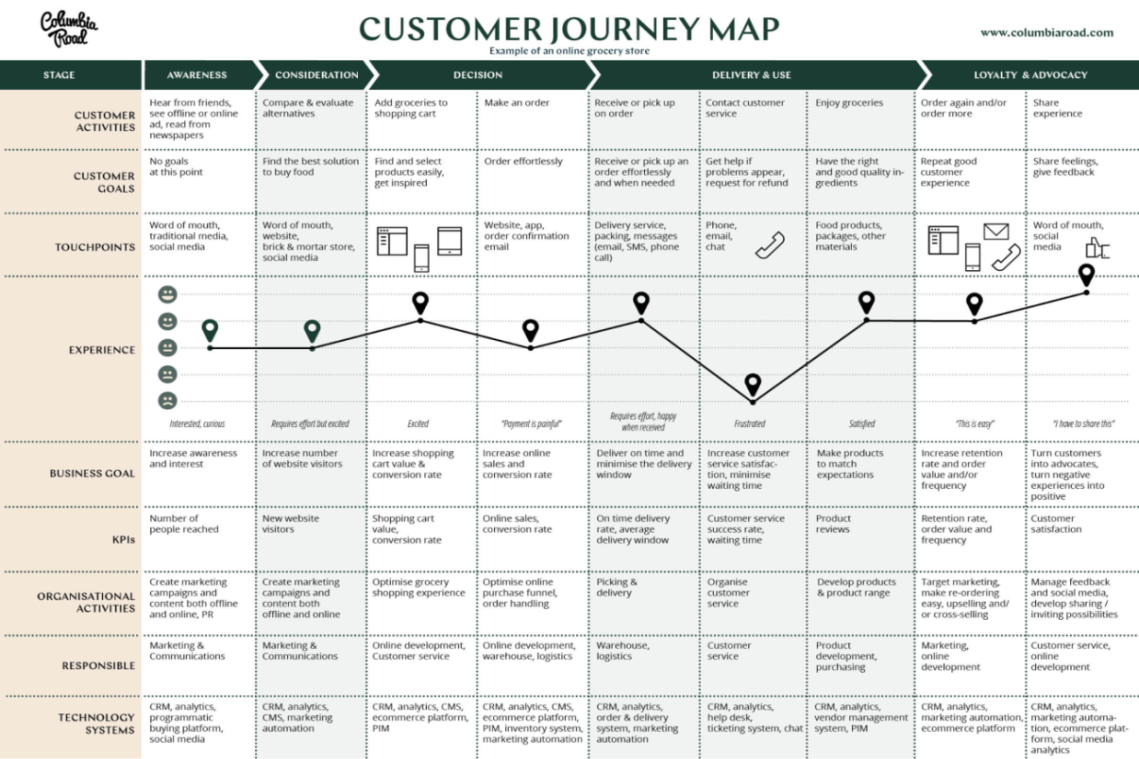 Columbia
Road
CUSTOMER JOURNEY MAP
Example of an online grocery store
www.columbiaroad.com
STAGE
AWARENESS
CONSIDERATION
DECISION
DELIVERY & USE
LOYALTY & ADVOCACY
CUSTOMER
ACTIVITIES
Hear from friends,
see offline or online
ad, read from
newspapers
Compare & evaluate
alternatives
Add groceries to
shopping cart
Make an order
Receive or pick up
on order
Contact customer
service
Enjoy groceries
Order again and/or
order more
Share
experience
CUSTOMER
GOALS
No goals
at this point
Find the best solution
to buy food
Find and select
products easily,
get inspired
Order effortlessly
Receive or pick up an
order effortlessly
and when needed
Get help if
problems appear,
request for refund
Have the right
and good quality in-
gredients
Repeat good
customer
experience
Share feelings,
give feedback
TOUCHPOINTS
Word of mouth,
traditional media,
social media
Word of mouth,
website,
brick & mortar store,
social media
Website, app,
order confirmation
email
Delivery service,
packing, messages
(email, SMS, phone
call)
Phone,
email,
chat
Food products,
packages, other
materials
Word of mouth,
social
media
EXPERIENCE
Interested, curious
Requires effort but excited
Excited
"Payment is painful"
Requires effort, happy
when received
Frustrated
Satisfied
"This is easy"
"I have to share this"
BUSINESS GOAL
Increase awareness
and interest
Increase number
of website visitors
Increase shopping
cart value &
conversion rate
Increase online
sales and
conversion rate
Deliver on time and
minimise the delivery
window
Increase customer
service satisfac-
tion, minimise
waiting time
Make products
to match
expectations
Increase retention
rate and order
value and/or
frequency
Turn customers
into advocates,
turn negative
experiences into
positive
KPIs
Number of
people reached
New website
visitors
Shopping cart
value,
conversion rate
Online sales,
conversion rate
On time delivery
rate, average
delivery window
Customer service
success rate,
waiting time
Product
reviews
Retention rate,
order value and
frequency
Customer
satisfaction
ORGANISATIONAL
ACTIVITIES
Create marketing
campaigns and
content both offline
and online, PR
Create marketing
campaigns and
content both
offline and online
Optimise grocery
shopping experience
Optimise online
purchase funnel,
order handling
Picking &
delivery
Organise
customer
service
Develop products
& product range
Target marketing,
make re-ordering
easy, upselling and/
or cross-selling
Manage feedback
and social media,
develop sharing /
inviting possibilities
RESPONSIBLE
Marketing &
Communications
Marketing &
Communications
Online development,
Customer service
Online development,
warehouse, logistics
Warehouse,
logistics
Customer
service
Product
development,
purchasing
Marketing,
online
development
Customer service,
online
development
TECHNOLOGY
SYSTEMS
CRM, analytics,
programmatic
buying platform,
social media
CRM, analytics,
CMS, marketing
automation
CRM, analytics, CMS,
ecommerce platform,
PIM
CRM, analytics, CMS,
ecommerce platform,
PIM, inventory system,
marketing automation
CRM, analytics,
order & delivery
system, marketing
automation
CRM, analytics,
help desk,
ticketing system, chat
CRM, analytics,
vendor management
system, PIM
CRM, analytics,
marketing automation,
ecommerce platform
CRM, analytics,
marketing automa-
tion, ecommerce plat-
form, social media
analytics